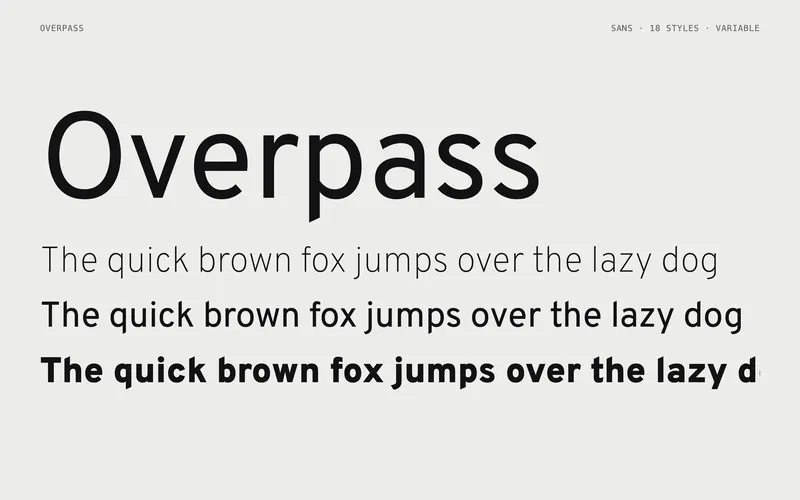 OVERPASS
SANS · 18 STYLES · VARIABLE
Overpass
The quick brown fox jumps over the lazy dog
The quick brown fox jumps over the lazy dog
The quick brown fox jumps over the lazy d